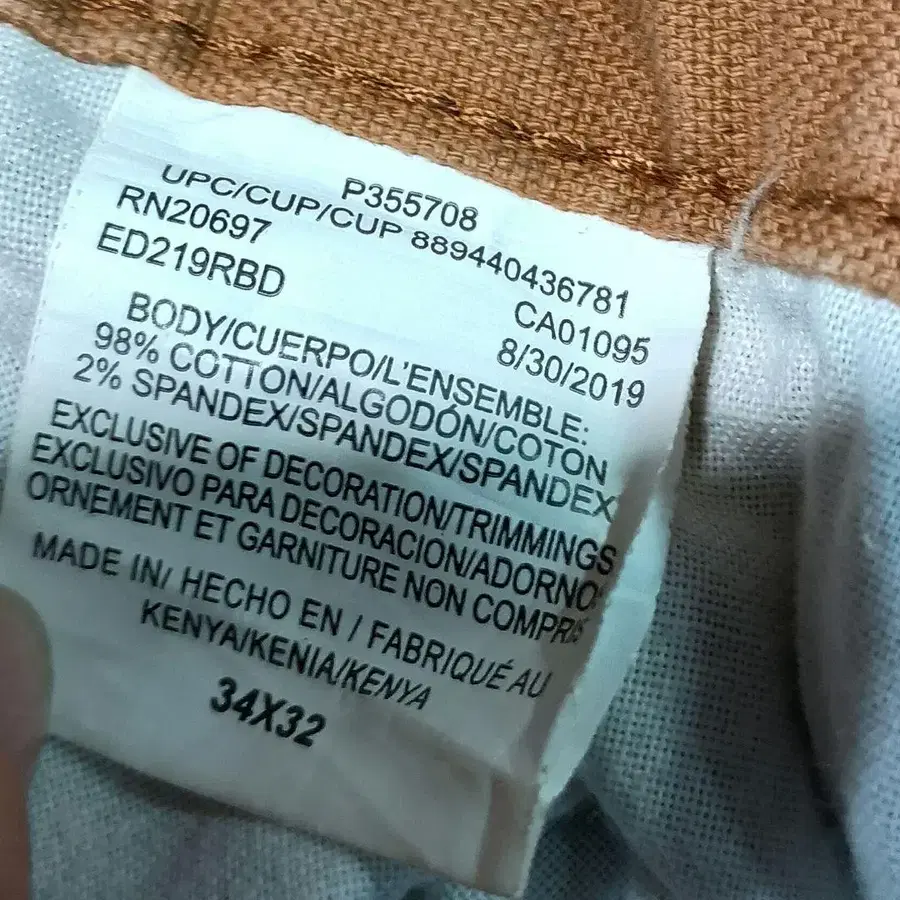 P355708
UPC/CUP/CUP 889440436781
RN20697 CA01095
ED219RBD 8/30/2019
BODY/CUERPO/L'ENSEMBLE:
98% COTTON/ALGODÓN/COTON
2% SPANDEX/SPANDEX/SPANDEX
EXCLUSIVE OF DECORATION/TRIMMINGS
EXCLUSIVO PARA DECORACION/ADORNO
ORNEMENT ET GARNITURE NON COMPRIS
MADE IN/ HECHO EN / FABRIQUÉ AU
KENYA/KENIA/KENYA
34X32